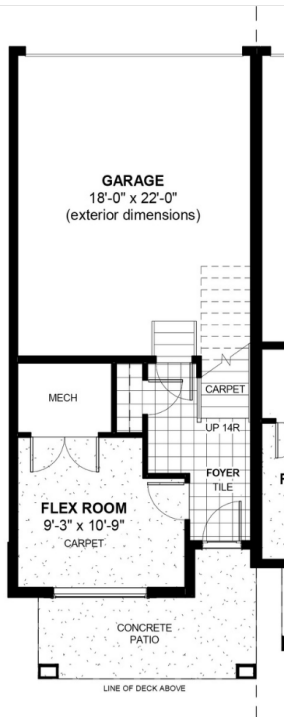 GARAGE
18'-0" x 22'-0"
(exterior dimensions)
CARPET
MECH
UP 14R
FOYER
TILE
FLEX ROOM
9'-3" x 10'-9"
CARPET
CONCRETE
PATIO
LINE OF DECK ABOVE